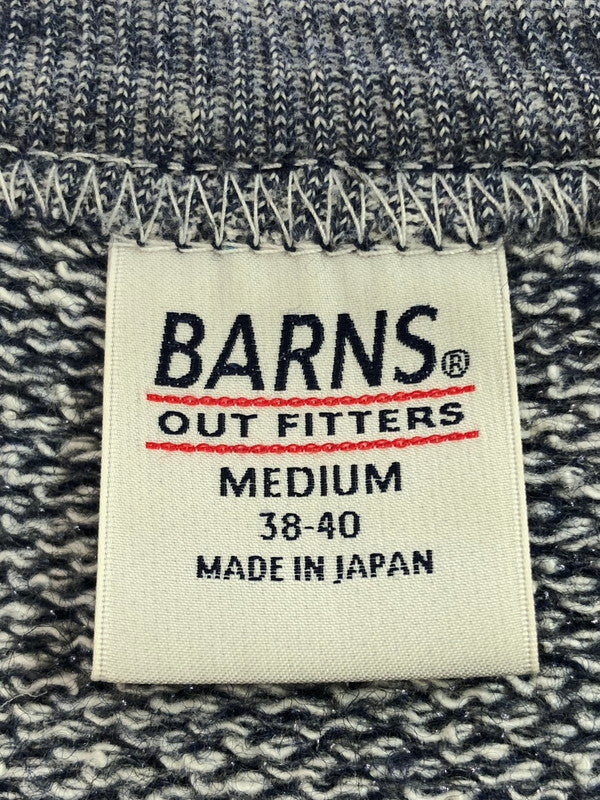 BARNS®
OUT FITTERS
MEDIUM
38-40
MADE IN JAPAN